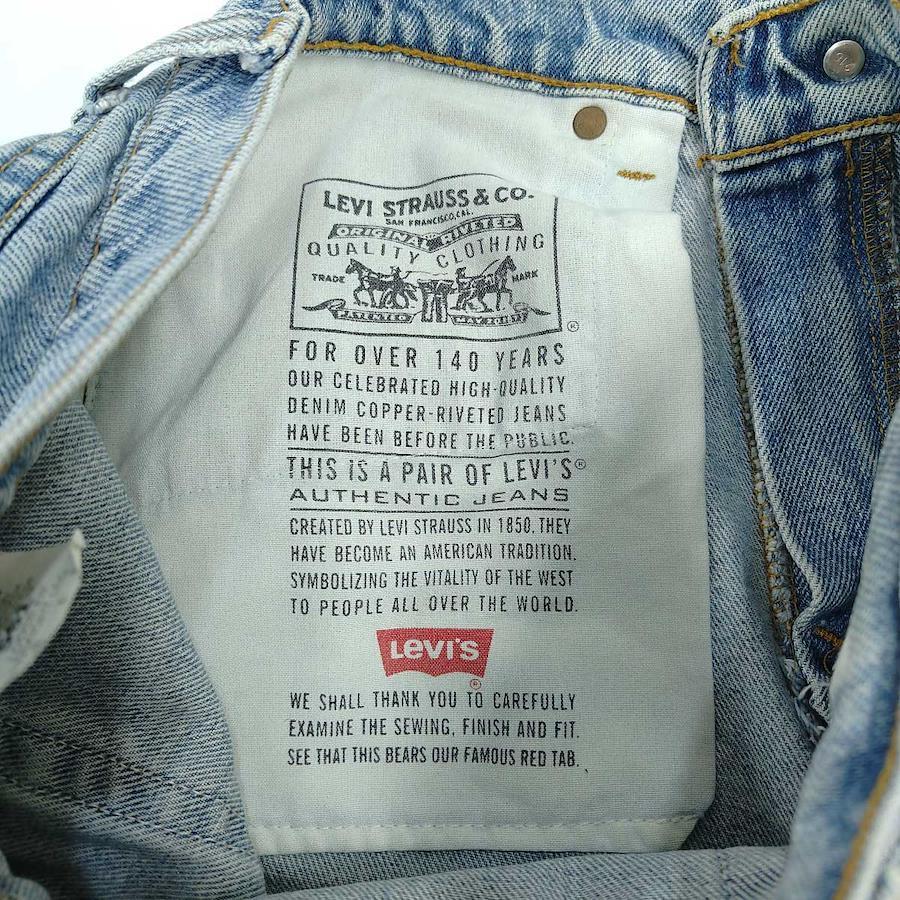 LEVI STRAUSS & CO.
SAN FRANCISCO, CAL.
ORIGINAL RIVETED
QUALITY CLOTHING
TRADE MARK
PATENTED MAY 20 1873
®
FOR OVER 140 YEARS
OUR CELEBRATED HIGH-QUALITY
DENIM COPPER-RIVETED JEANS
HAVE BEEN BEFORE THE PUBLIC.
THIS IS A PAIR OF LEVI'S®
AUTHENTIC JEANS
CREATED BY LEVI STRAUSS IN 1850. THEY
HAVE BECOME AN AMERICAN TRADITION.
SYMBOLIZING THE VITALITY OF THE WEST
TO PEOPLE ALL OVER THE WORLD.
LEVI'S
®
WE SHALL THANK YOU TO CAREFULLY
EXAMINE THE SEWING, FINISH AND FIT.
SEE THAT THIS BEARS OUR FAMOUS RED TAB.